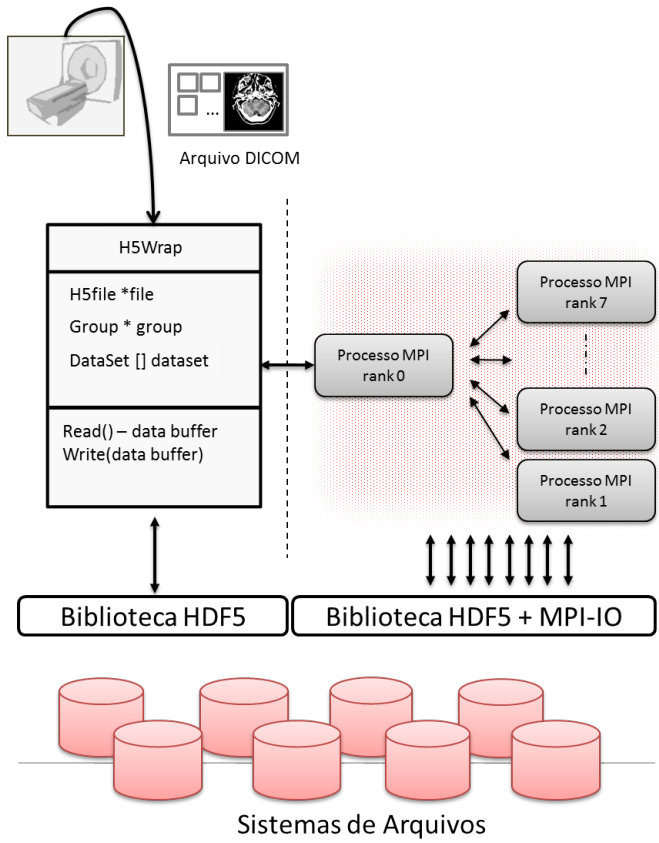 ...
Arquivo DICOM
H5Wrap
H5file *file
Group * group
DataSet [] dataset
Read() – data buffer
Write(data buffer)
Processo MPI
rank 0
Processo MPI
rank 7
Processo MPI
rank 2
Processo MPI
rank 1
Biblioteca HDF5
Biblioteca HDF5 + MPI-IO
Sistemas de Arquivos